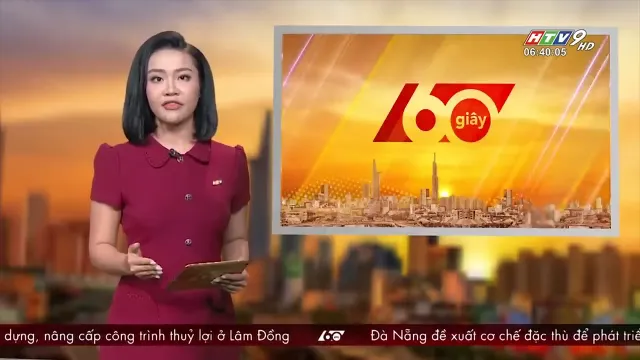 HTV9 HD
06:40:05
60
giây
dựng, nâng cấp công trình thuỷ lợi ở Lâm Đồng 60 Đà Nẵng đề xuất cơ chế đặc thù để phát triể